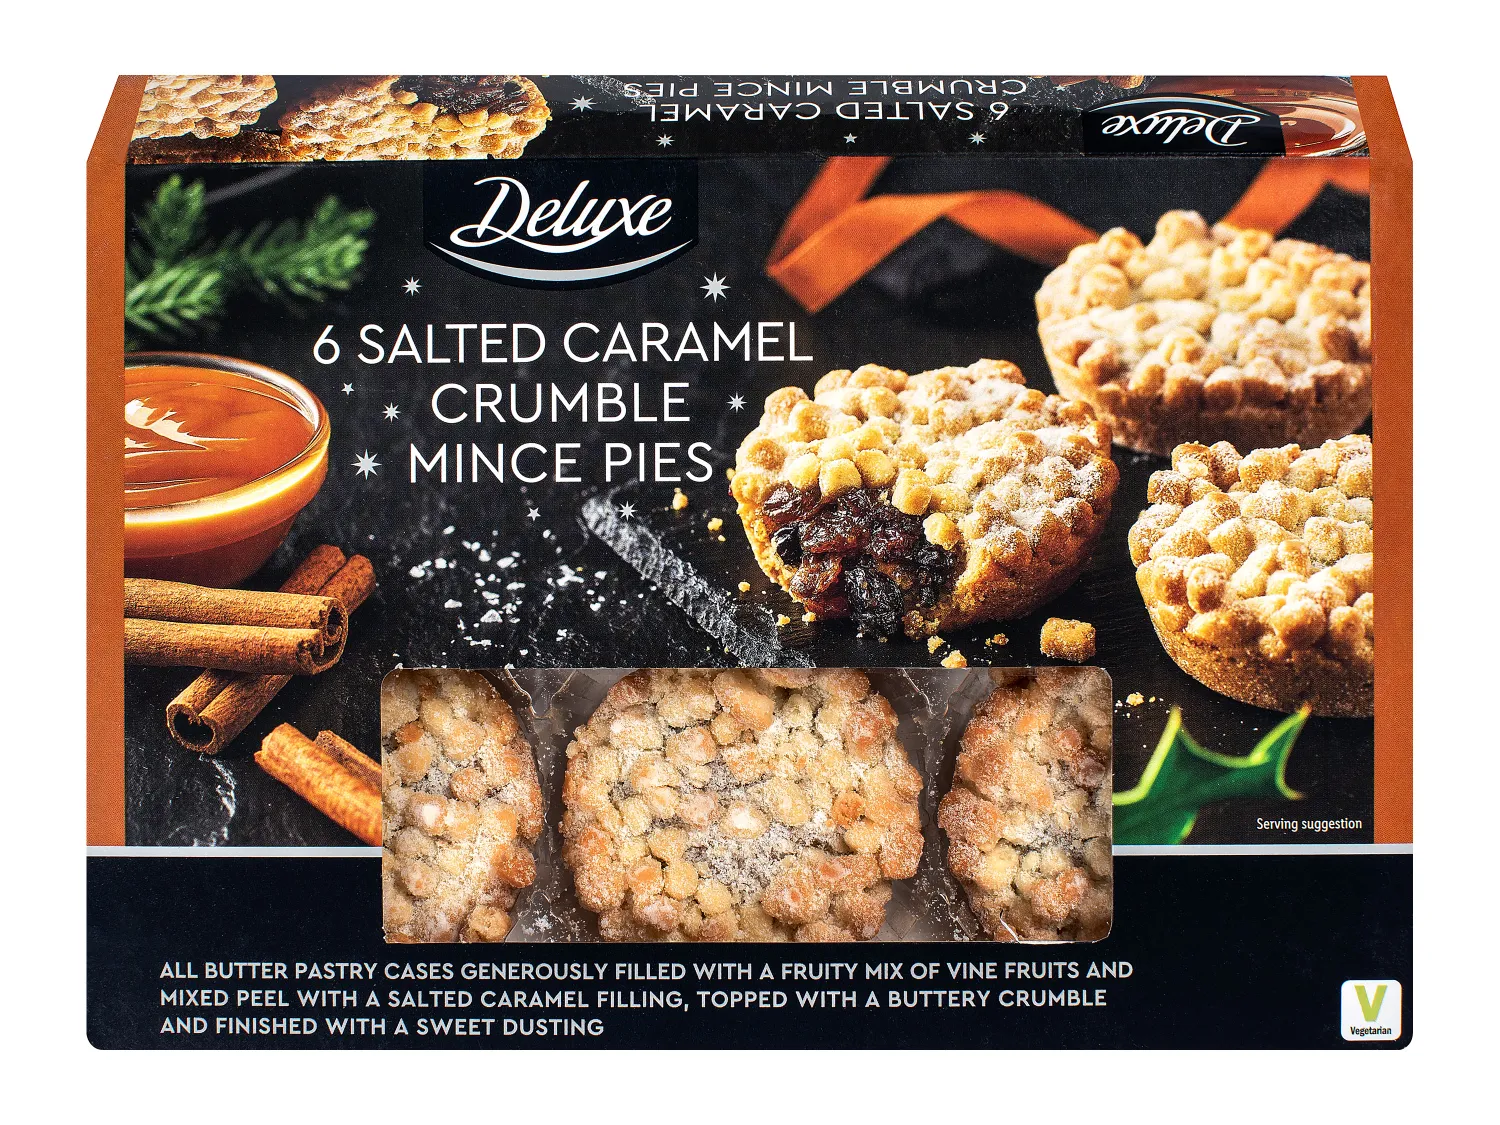 6 SALTED CARAMEL
CRUMBLE MINCE PIES
Deluxe
Deluxe
6 SALTED CARAMEL
CRUMBLE
MINCE PIES
Serving suggestion
ALL BUTTER PASTRY CASES GENEROUSLY FILLED WITH A FRUITY MIX OF VINE FRUITS AND
MIXED PEEL WITH A SALTED CARAMEL FILLING, TOPPED WITH A BUTTERY CRUMBLE
AND FINISHED WITH A SWEET DUSTING
V
Vegetarian